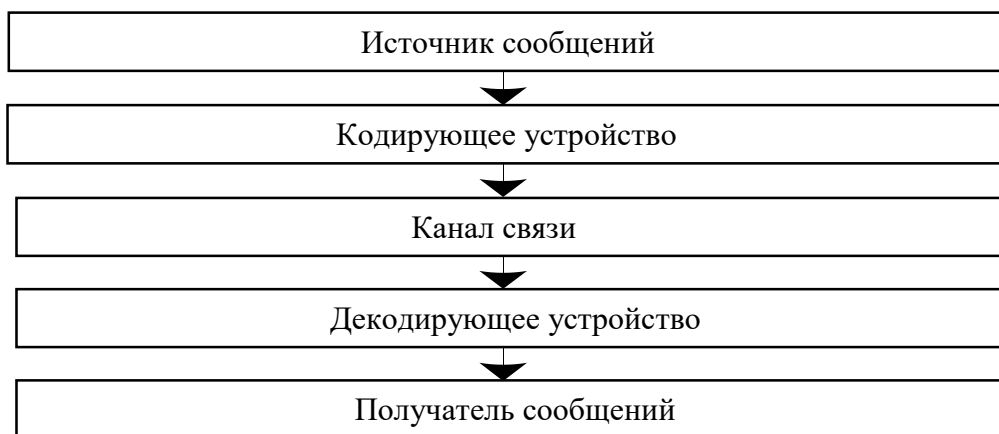 Источник сообщений
Кодирующее устройство
Канал связи
Декодирующее устройство
Получатель сообщений